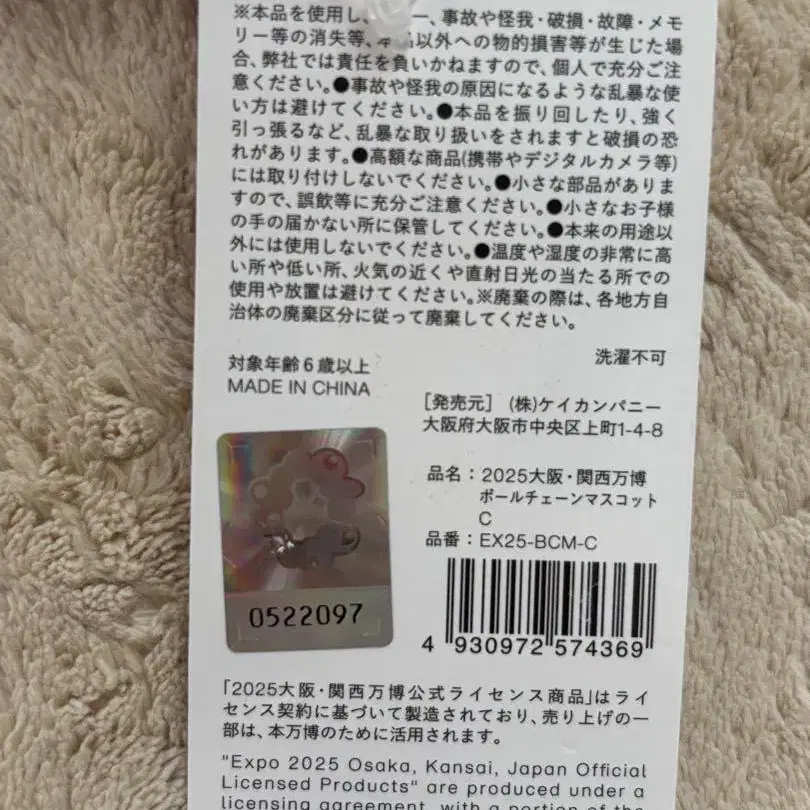 ※本品を使用し、 ー、事故や怪我・破損・故障・メモ
リー等の消失等、本品以外への物的損害等が生じた場
合、弊社では責任を負いかねますので、個人で充分ご注
意ください。●事故や怪我の原因になるような乱暴な使
い方は避けてください。●本品を振り回したり、強く
引っ張るなど、乱暴な取り扱いをされますと破損の恐
れがあります。●高額な商品(携帯やデジタルカメラ等)
には取り付けしないでください。●小さな部品がありま
すので、誤飲等に充分ご注意ください。●小さなお子様
の手の届かない所に保管してください。●本来の用途以
外には使用しないでください。●温度や湿度の非常に高
い所や低い所、火気の近くや直射日光の当たる所での
使用や放置は避けてください。※廃棄の際は、各地方自
治体の廃棄区分に従って廃棄してください。
洗濯不可
対象年齢6歳以上
MADE IN CHINA
[発売元] (株)ケイカンパニー
大阪府大阪市中央区上町1-4-8
品名:2025大阪・関西万博
ボールチェーンマスコット
C
品番:EX25-BCM-C
0522097
4 930972 574369
「2025大阪・関西万博公式ライセンス商品」はライ
センス契約に基づいて製造されており、売り上げの一
部は、本万博のために活用されます。
"Expo 2025 Osaka, Kansai, Japan Official
Licensed Products" are produced under a
licensing agreement, with a portion of the